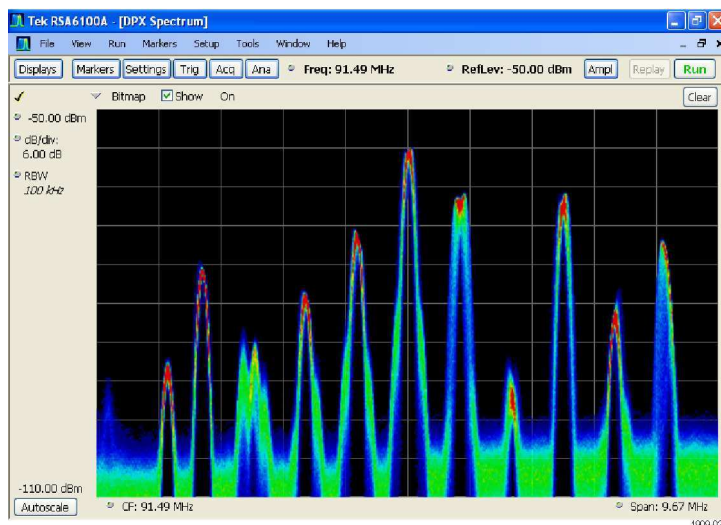 Tek RSA6100A - [DPX Spectrum]
File View Run Markers Setup Tools Window Help
Displays Markers Settings Trig Acq Ana Freq: 91.49 MHz RefLev: -50.00 dBm Ampl Replay Run
Bitmap Show On Clear
-50.00 dBm
dB/div:
6.00 dB
RBW
100 kHz
-110.00 dBm
Autoscale CF: 91.49 MHz Span: 9.67 MHz